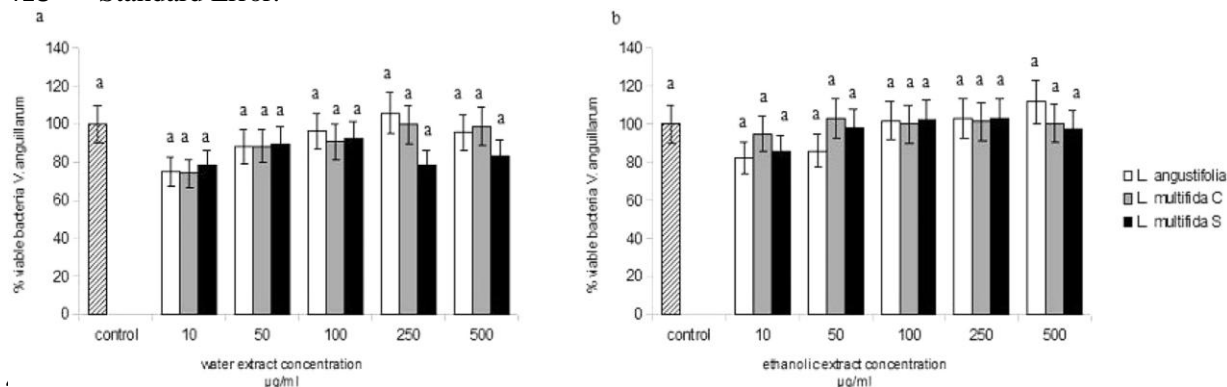 Standard Error.
a
140
120
100
80
60
40
20
0
% viable bacteria V. anguillarum
a
a a a
a a a
a a a
a a a
a a a
control 10 50 100 250 500
water extract concentration
µg/ml
b
140
120
100
80
60
40
20
0
% viable bacteria V. anguillarum
a
a a a
a a a
a a a
a a a
a a a
control 10 50 100 250 500
ethanolic extract concentration
µg/ml
L. angustifolia
L. multifida C
L. multifida S